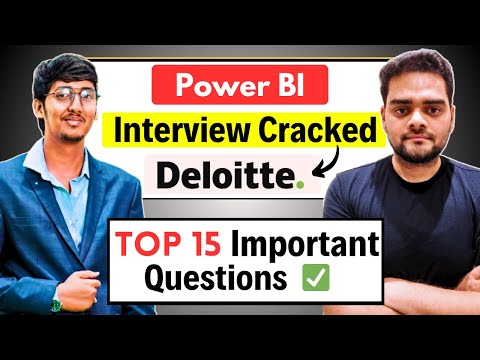 Power BI
Interview Cracked
Deloitte.
TOP 15 Important
Questions ✅